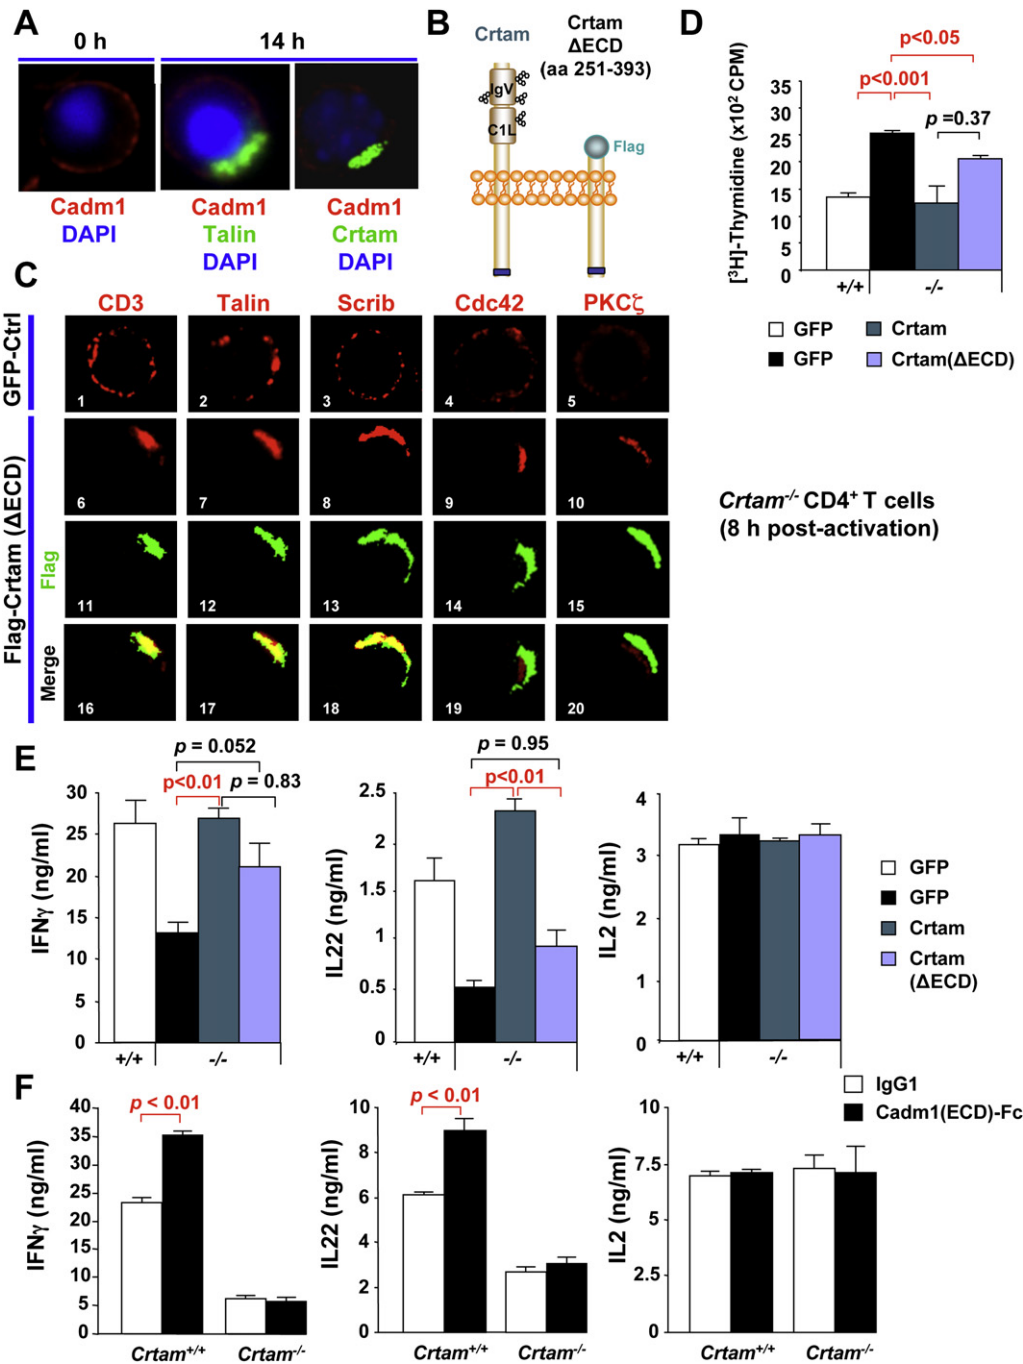 A
0 h
14 h
Cadm1
DAPI
Cadm1
Talin
DAPI
Cadm1
Crtam
DAPI
B
Crtam
Crtam
ΔECD
(aa 251-393)
IgV
C1L
Flag
D
[³H]-Thymidine (x10² CPM)
35
30
25
20
15
10
5
0
p<0.05
p<0.001
p =0.37
+/+
-/-
GFP
GFP
Crtam
Crtam(ΔECD)
C
CD3
Talin
Scrib
Cdc42
PKCζ
GFP-Ctrl
1
2
3
4
5
Flag-Crtam (ΔECD)
6
7
8
9
10
Flag
11
12
13
14
15
Merge
16
17
18
19
20
Crtam-/- CD4+ T cells
(8 h post-activation)
E
IFNγ (ng/ml)
30
25
20
15
10
5
0
p = 0.052
p<0.01
p = 0.83
+/+
-/-
IL22 (ng/ml)
2.5
2
1.5
1
0.5
0
p = 0.95
p<0.01
+/+
-/-
IL2 (ng/ml)
4
3
2
1
0
+/+
-/-
GFP
GFP
Crtam
Crtam
(ΔECD)
F
IFNγ (ng/ml)
40
35
30
25
20
15
10
5
0
p < 0.01
Crtam+/+
Crtam-/-
IL22 (ng/ml)
10
8
6
4
2
0
p < 0.01
Crtam+/+
Crtam-/-
IL2 (ng/ml)
10
7.5
5
2.5
0
Crtam+/+
Crtam-/-
IgG1
Cadm1(ECD)-Fc